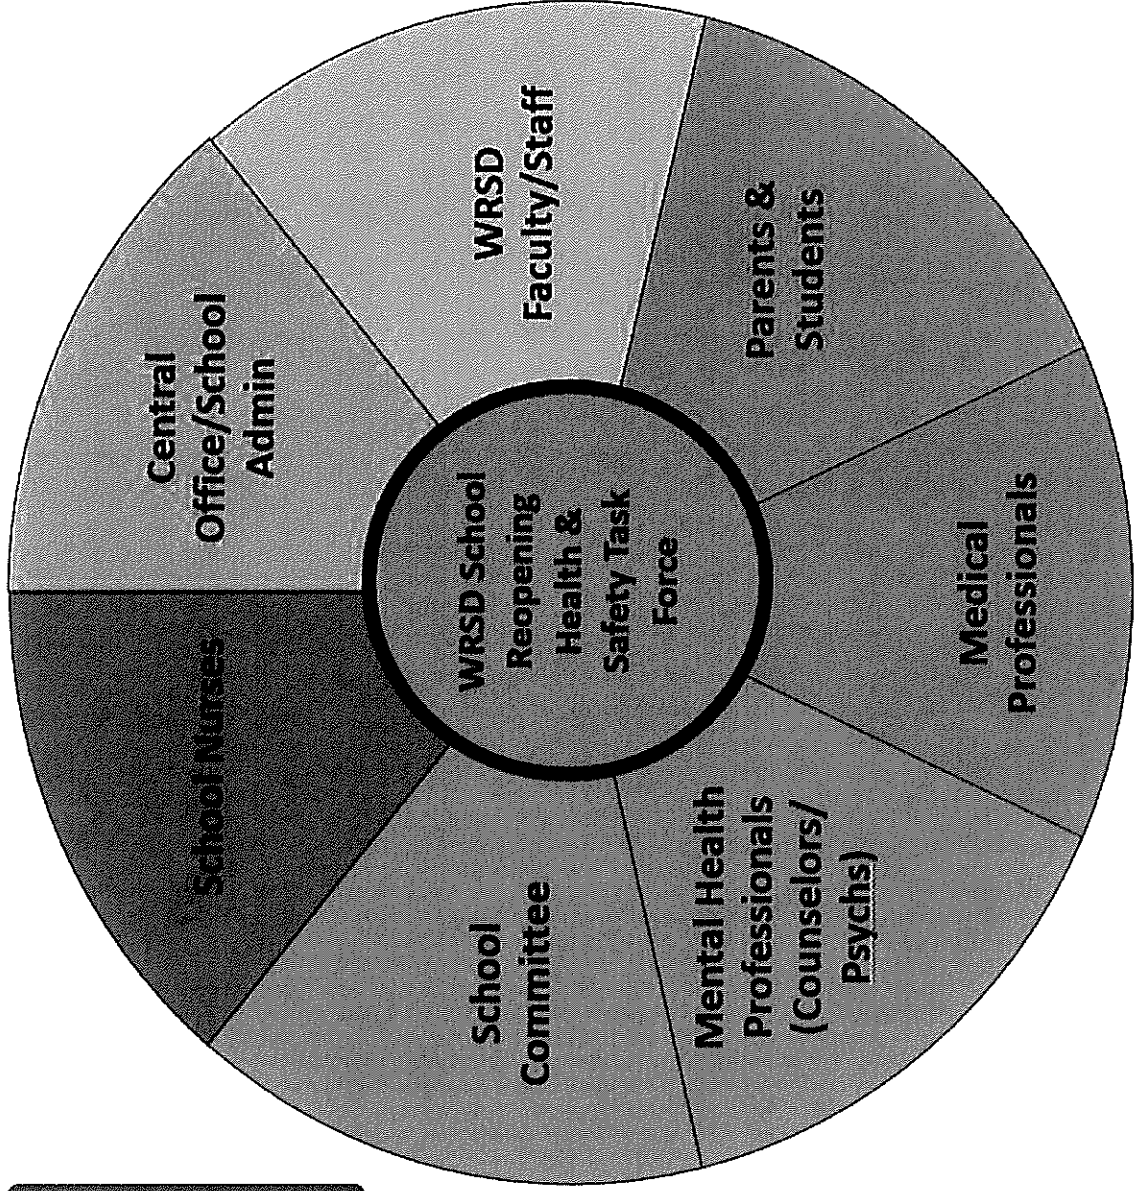 WRSD School
Reopening
Health &
Safety Task
Force
Central
Office/School
Admin
WRSD
Faculty/Staff
Parents &
Students
Medical
Professionals
Mental Health
Professionals
(Counselors/
Psychs)
School
Committee
School Nurses